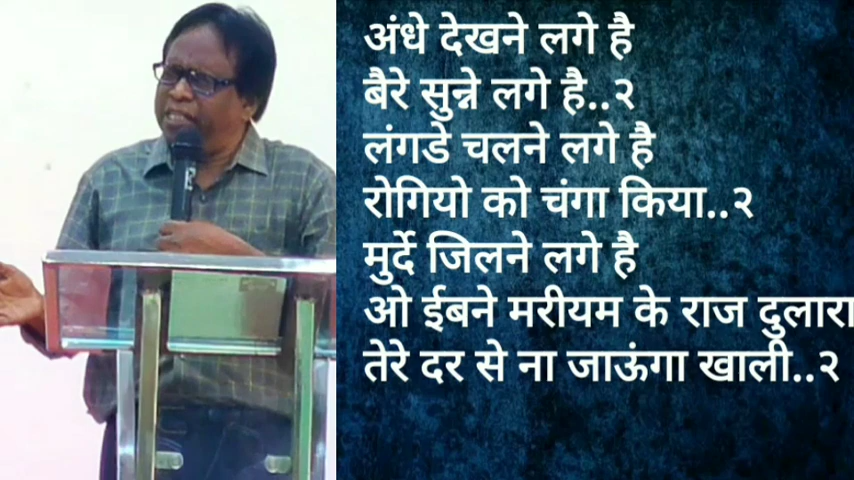 अंधे देखने लगे है
बैरे सुन्ने लगे है..२
लंगडे चलने लगे है
रोगियो को चंगा किया..२
मुर्दे जिलने लगे है
ओ ईबने मरीयम के राज दुलारा
तेरे दर से ना जाऊंगा खाली..२